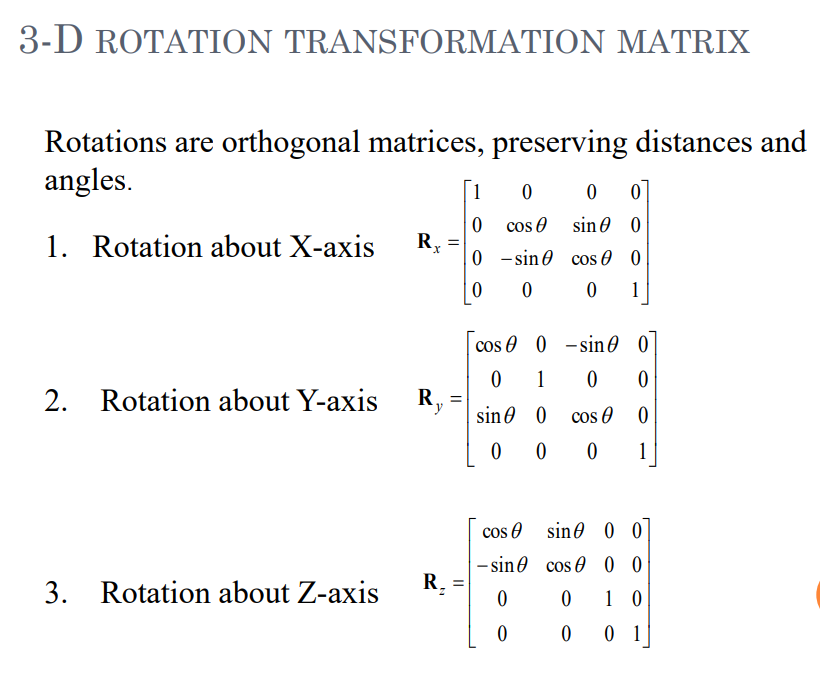 3-D ROTATION TRANSFORMATION MATRIX
Rotations are orthogonal matrices, preserving distances and
angles.
1. Rotation about X-axis
R_x =
1 0 0 0
0 cos θ sin θ 0
0 − sin θ cos θ 0
0 0 0 1
2. Rotation about Y-axis
R_y =
cos θ 0 − sin θ 0
0 1 0 0
sin θ 0 cos θ 0
0 0 0 1
3. Rotation about Z-axis
R_z =
cos θ sin θ 0 0
− sin θ cos θ 0 0
0 0 1 0
0 0 0 1